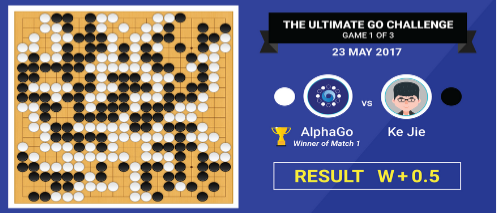 THE ULTIMATE GO CHALLENGE
GAME 1 OF 3
23 MAY 2017
VS
AlphaGo
Ke Jie
Winner of Match 1
RESULT W + 0.5